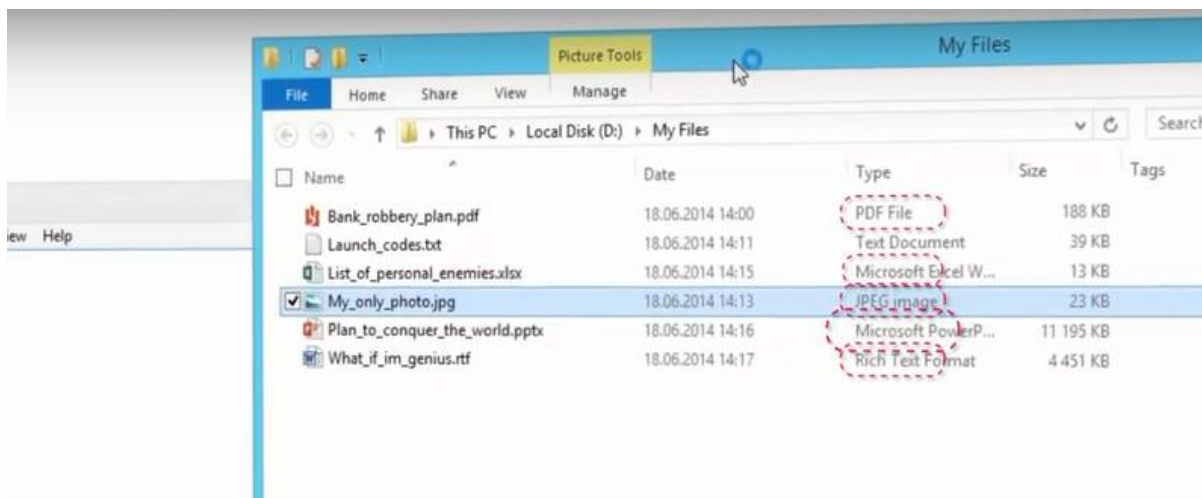 Picture Tools
My Files
File Home Share View Manage
This PC Local Disk (D:) My Files
Search
Name Date Type Size Tags
Bank_robbery_plan.pdf 18.06.2014 14:00 PDF File 188 KB
ew Help
Launch_codes.txt 18.06.2014 14:11 Text Document 39 KB
List_of_personal_enemies.xlsx 18.06.2014 14:15 Microsoft Excel W... 13 KB
My_only_photo.jpg 18.06.2014 14:13 JPEG image 23 KB
Plan_to_conquer_the_world.pptx 18.06.2014 14:16 Microsoft PowerP... 11 195 KB
What_if_im_genius.rtf 18.06.2014 14:17 Rich Text Format 4 451 KB